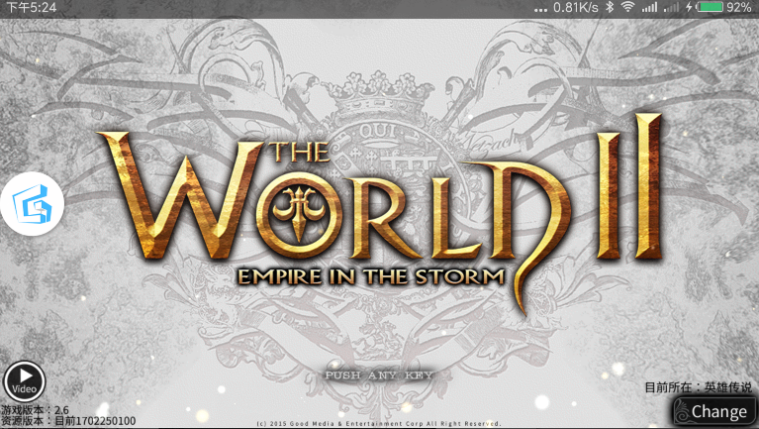 下午5:24
... 0.81K/s 92%
QUI
THE
WORLD II
EMPIRE IN THE STORM
PUSH ANY KEY
Video
目前所在：英雄传说
Change
游戏版本：2.6
资源版本：目前1702250100
(c) 2015 Good Media & Entertainment Corp All Right Reserved.